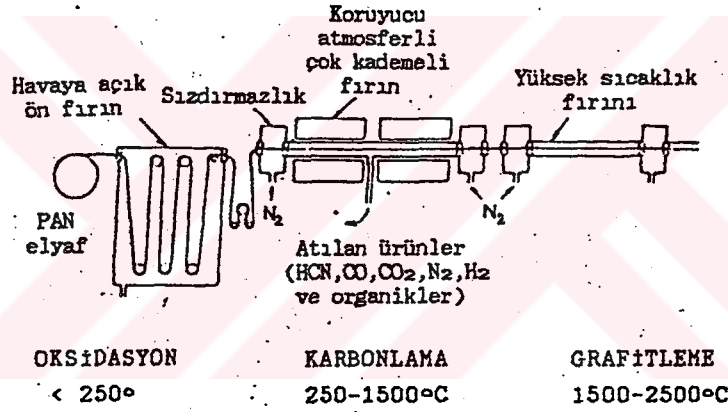 Koruyucu
atmosferli
çok kademeli
fırın
Havaya açık
ön fırın
Sızdırmazlık
Yüksek sıcaklık
fırını
PAN
elyaf
N2
N2
Atılan ürünler
(HCN,CO,CO2,N2,H2
ve organikler)
OKSİDASYON
KARBONLAMA
GRAFİTLEME
< 250°
250-1500°C
1500-2500°C